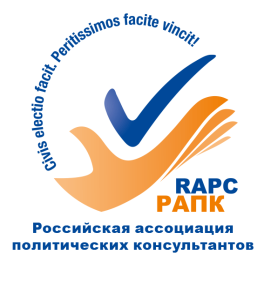 Civis electio facit. Peritissimos facite vincit!
RAPC
РАПК
Российская ассоциация
политических консультантов